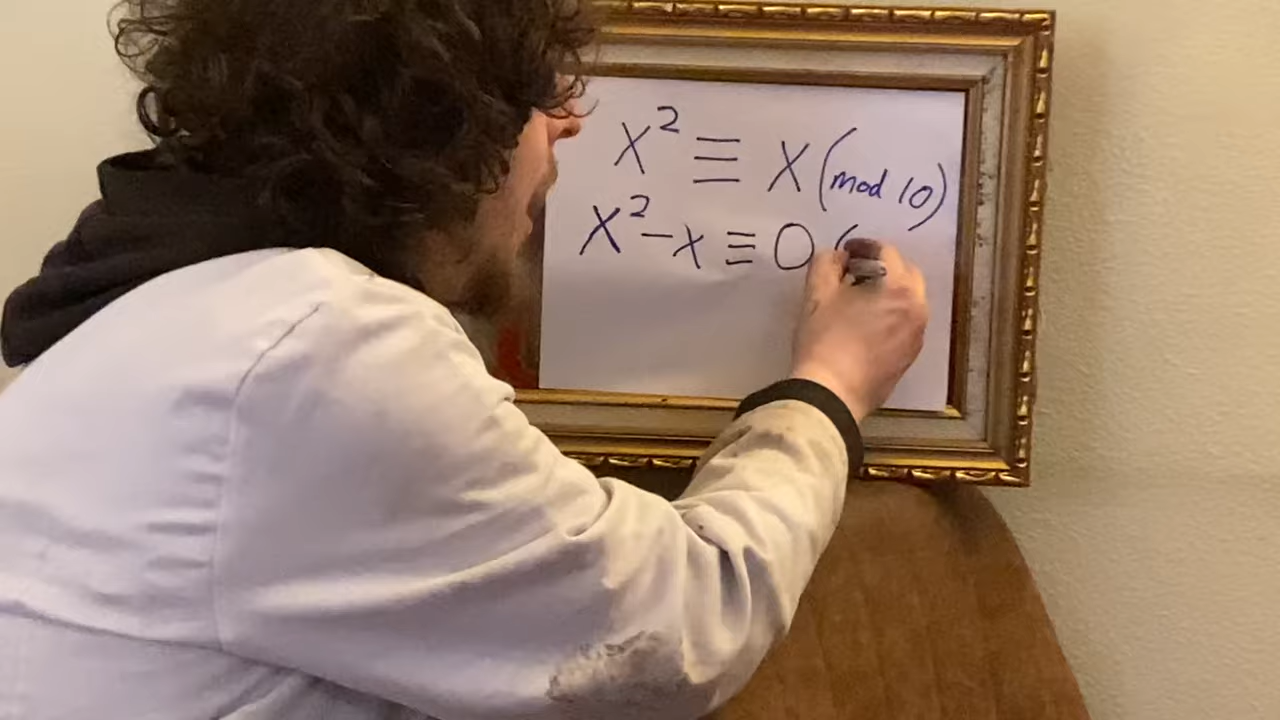 X² ≡ X (mod 10)
X² - x ≡ 0 (